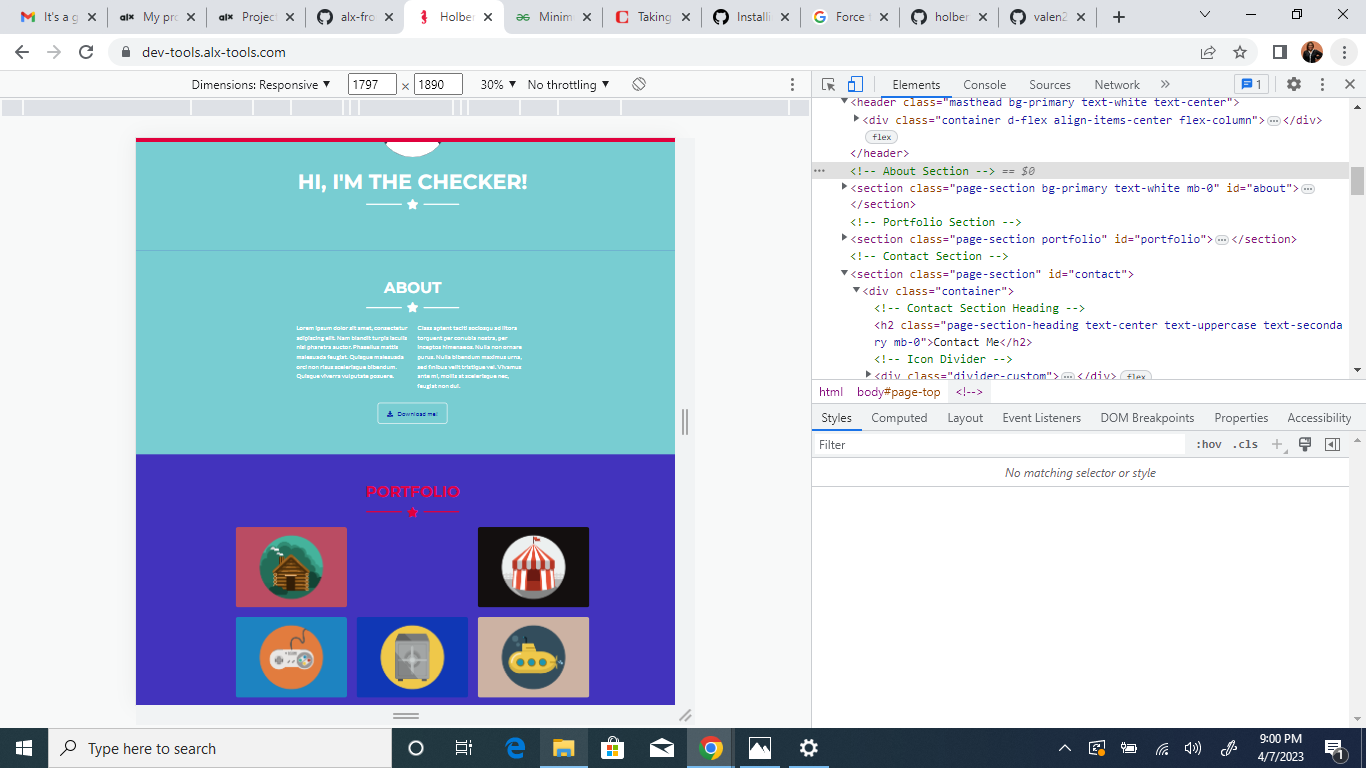 It's a g
My pro
Project
alx-fro
Holber
Minim
Taking
Installi
Force t
holber
valen2
dev-tools.alx-tools.com
Dimensions: Responsive ▼ 1797 × 1890 30% ▼ No throttling ▼
Elements Console Sources Network » 1
HI, I'M THE CHECKER!
ABOUT
Lorem ipsum dolor sit amet, consectetur
adipiscing elit. Nam blandit turpis iaculis
nisi pharetra auctor. Phasellus mattis
malesuada feugiat. Quisque malesuada
orci non risus scelerisque bibendum.
Quisque viverra vulputate posuere.
Class aptent taciti sociosqu ad litora
torquent per conubia nostra, per
inceptos himenaeos. Nulla non ornare
purus. Nulla bibendum maximus urna,
sed finibus velit tristique vel. Vivamus
ante mi, mollis at scelerisque nec,
feugiat non dui.
Download me!
PORTFOLIO
<header class="masthead bg-primary text-white text-center">
<div class="container d-flex align-items-center flex-column">…</div>
flex
</header>
<!-- About Section --> == $0
<section class="page-section bg-primary text-white mb-0" id="about">…
</section>
<!-- Portfolio Section -->
<section class="page-section portfolio" id="portfolio">…</section>
<!-- Contact Section -->
<section class="page-section" id="contact">
<div class="container">
<!-- Contact Section Heading -->
<h2 class="page-section-heading text-center text-uppercase text-seconda
ry mb-0">Contact Me</h2>
<!-- Icon Divider -->
<div class="divider-custom">…</div> flex
html body#page-top <!-->
Styles Computed Layout Event Listeners DOM Breakpoints Properties Accessibility
Filter :hov .cls +
No matching selector or style
Type here to search
9:00 PM
4/7/2023
1